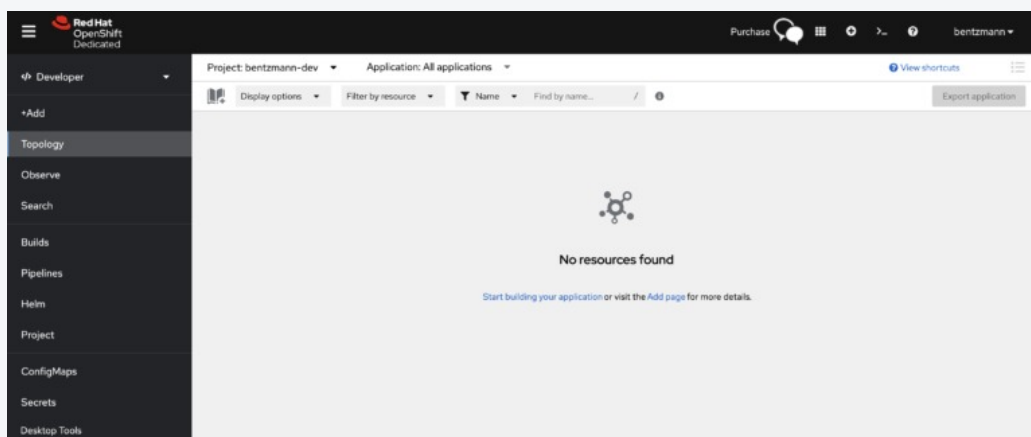 Red Hat
OpenShift
Dedicated
Purchase
>_
bentzmann
</> Developer
Project: bentzmann-dev
Application: All applications
View shortcuts
Display options
Filter by resource
Name
Find by name...
/
Export application
+Add
Topology
Observe
Search
Builds
Pipelines
Helm
Project
ConfigMaps
Secrets
Desktop Tools
No resources found
Start building your application or visit the Add page for more details.